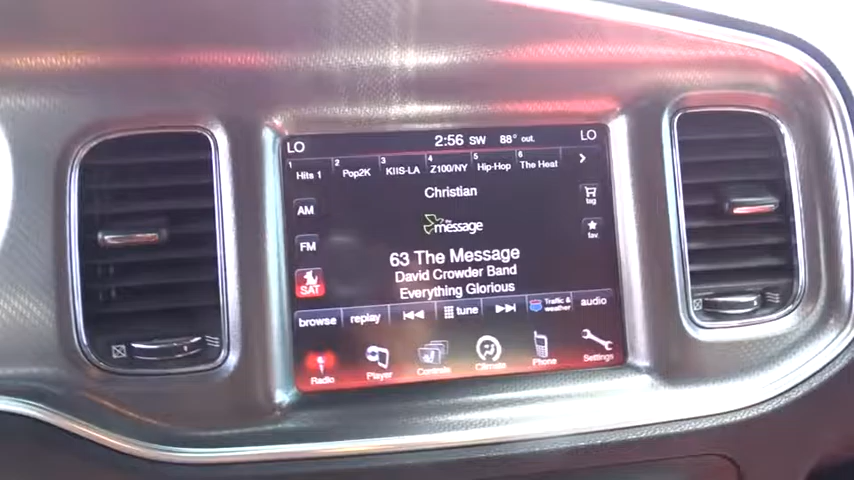 LO 2:56 SW 88° out. LO
1 Hits 1 2 Pop2K 3 KIIS-LA 4 Z100/NY 5 Hip-Hop 6 The Heat
Christian
tag
AM
the message
fav
FM
63 The Message
David Crowder Band
SAT
Everything Glorious
browse replay tune Traffic & weather audio
Radio Player Controls Climate Phone Settings